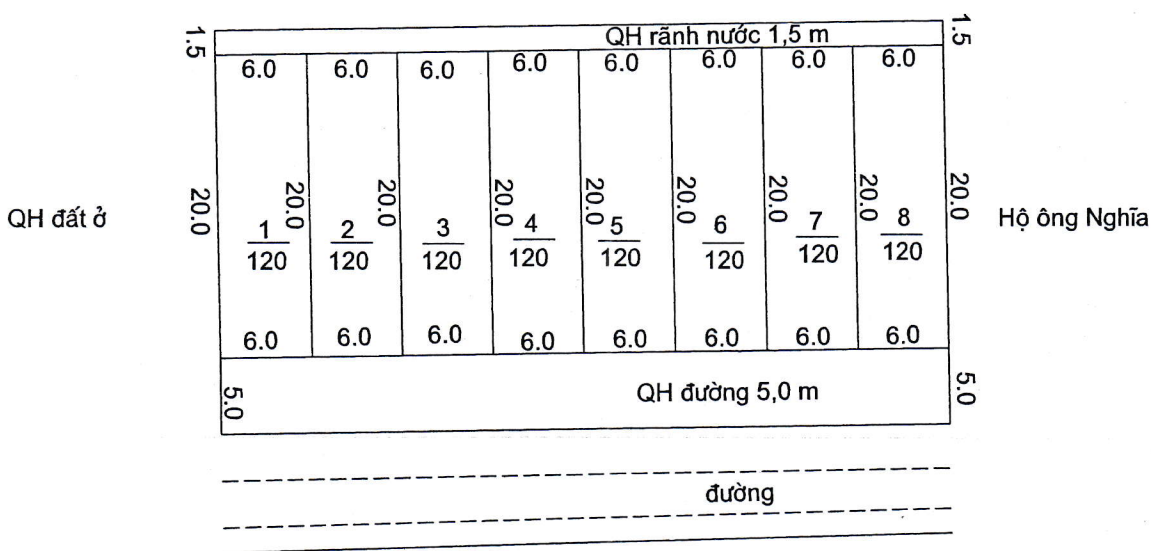 1.5 QH rãnh nước 1,5 m 1.5
6.0 6.0 6.0 6.0 6.0 6.0 6.0 6.0
QH đất ở
20.0 20.0 20.0 20.0 20.0 20.0 20.0 20.0
Hộ ông Nghĩa
1 2 3 4 5 6 7 8
120 120 120 120 120 120 120 120
6.0 6.0 6.0 6.0 6.0 6.0 6.0 6.0
5.0 QH đường 5,0 m 5.0
đường